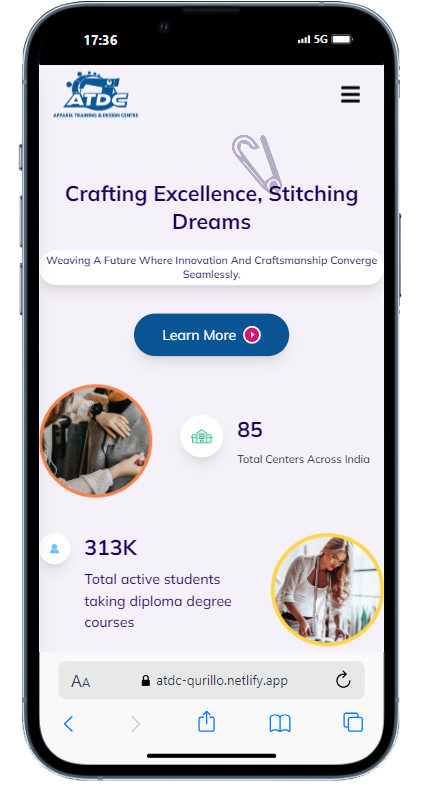 17:36
5G
ATDC
APPAREL TRAINING & DESIGN CENTRE
Crafting Excellence, Stitching
Dreams
Weaving A Future Where Innovation And Craftsmanship Converge
Seamlessly.
Learn More
85
Total Centers Across India
313K
Total active students
taking diploma degree
courses
AA
atdc-qurillo.netlify.app